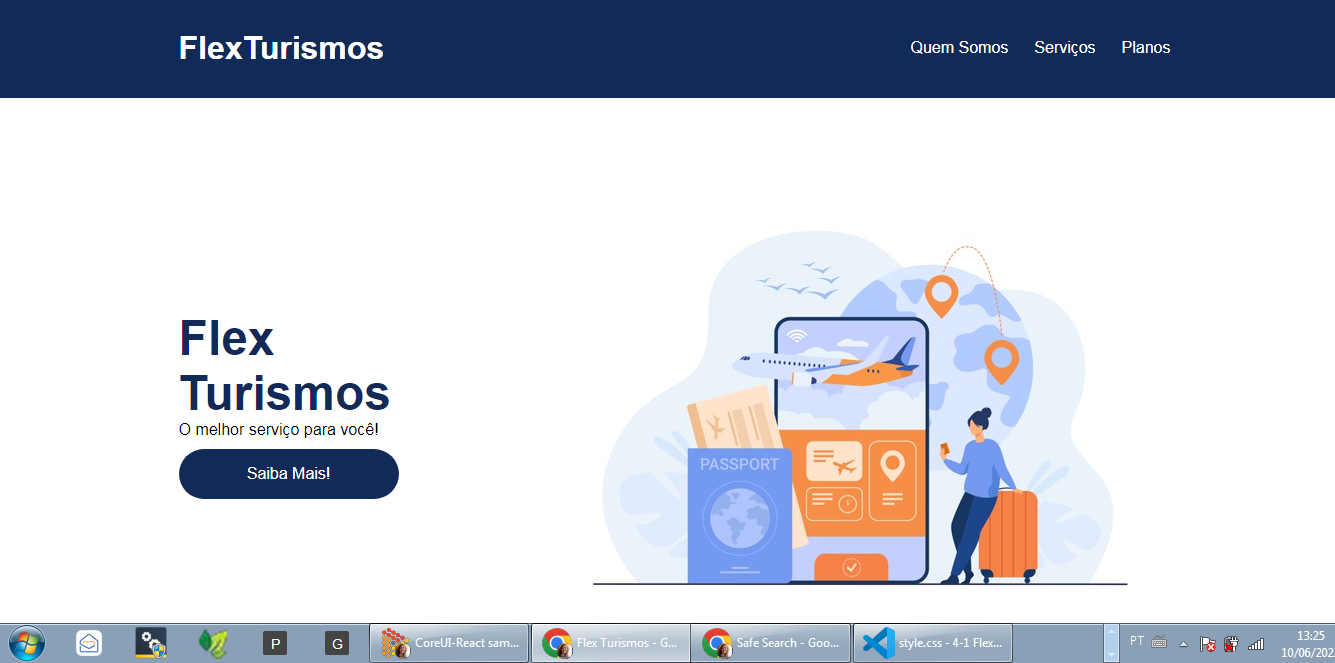 FlexTurismos
Quem Somos Serviços Planos
Flex
Turismos
O melhor serviço para você!
Saiba Mais!
PASSPORT
P
G
CoreUI-React sam...
Flex Turismos - G...
Safe Search - Goo...
style.css - 4-1 Flex...
PT
13:25
10/06/202